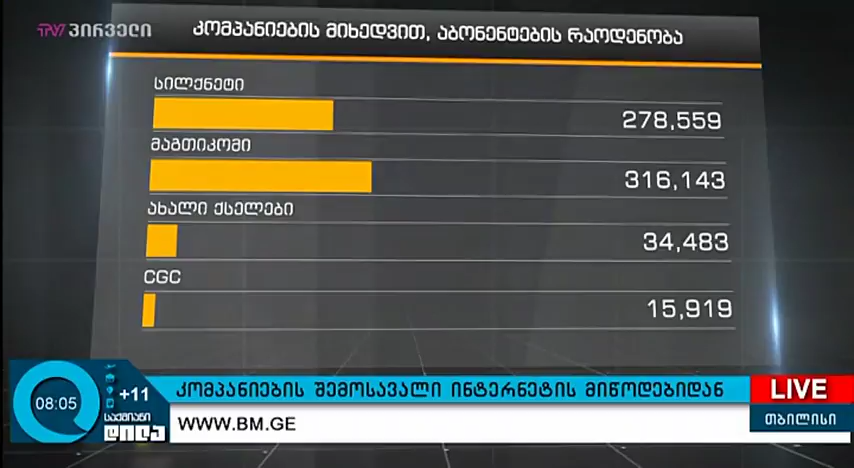 TV პირველი
კომპანიების მიხედვით, აბონენტების რაოდენობა
სილქნეტი
278,559
მაგთიკომი
316,143
ახალი ქსელები
34,483
CGC
15,919
08:05
+11
საქმიანი
დილა
კომპანიების შემოსავალი ინტერნეტის მიწოდებიდან
LIVE
WWW.BM.GE
თბილისი